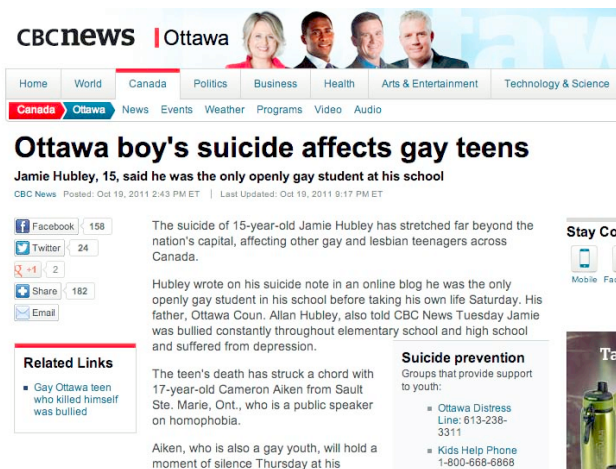 CBCnews | Ottawa
Home World Canada Politics Business Health Arts & Entertainment Technology & Science
Canada Ottawa News Events Weather Programs Video Audio
Ottawa boy's suicide affects gay teens
Jamie Hubley, 15, said he was the only openly gay student at his school
CBC News Posted: Oct 19, 2011 2:43 PM ET | Last Updated: Oct 19, 2011 9:17 PM ET
Facebook 158
Twitter 24
+1 2
Share 182
Email
Related Links
Gay Ottawa teen
who killed himself
was bullied
The suicide of 15-year-old Jamie Hubley has stretched far beyond the
nation's capital, affecting other gay and lesbian teenagers across
Canada.
Hubley wrote on his suicide note in an online blog he was the only
openly gay student in his school before taking his own life Saturday. His
father, Ottawa Coun. Allan Hubley, also told CBC News Tuesday Jamie
was bullied constantly throughout elementary school and high school
and suffered from depression.
The teen's death has struck a chord with
17-year-old Cameron Aiken from Sault
Ste. Marie, Ont., who is a public speaker
on homophobia.
Aiken, who is also a gay youth, will hold a
moment of silence Thursday at his
Suicide prevention
Groups that provide support
to youth:
Ottawa Distress
Line: 613-238-
3311
Kids Help Phone
1-800-668-6868
Stay Co
Mobile Fac
Ta